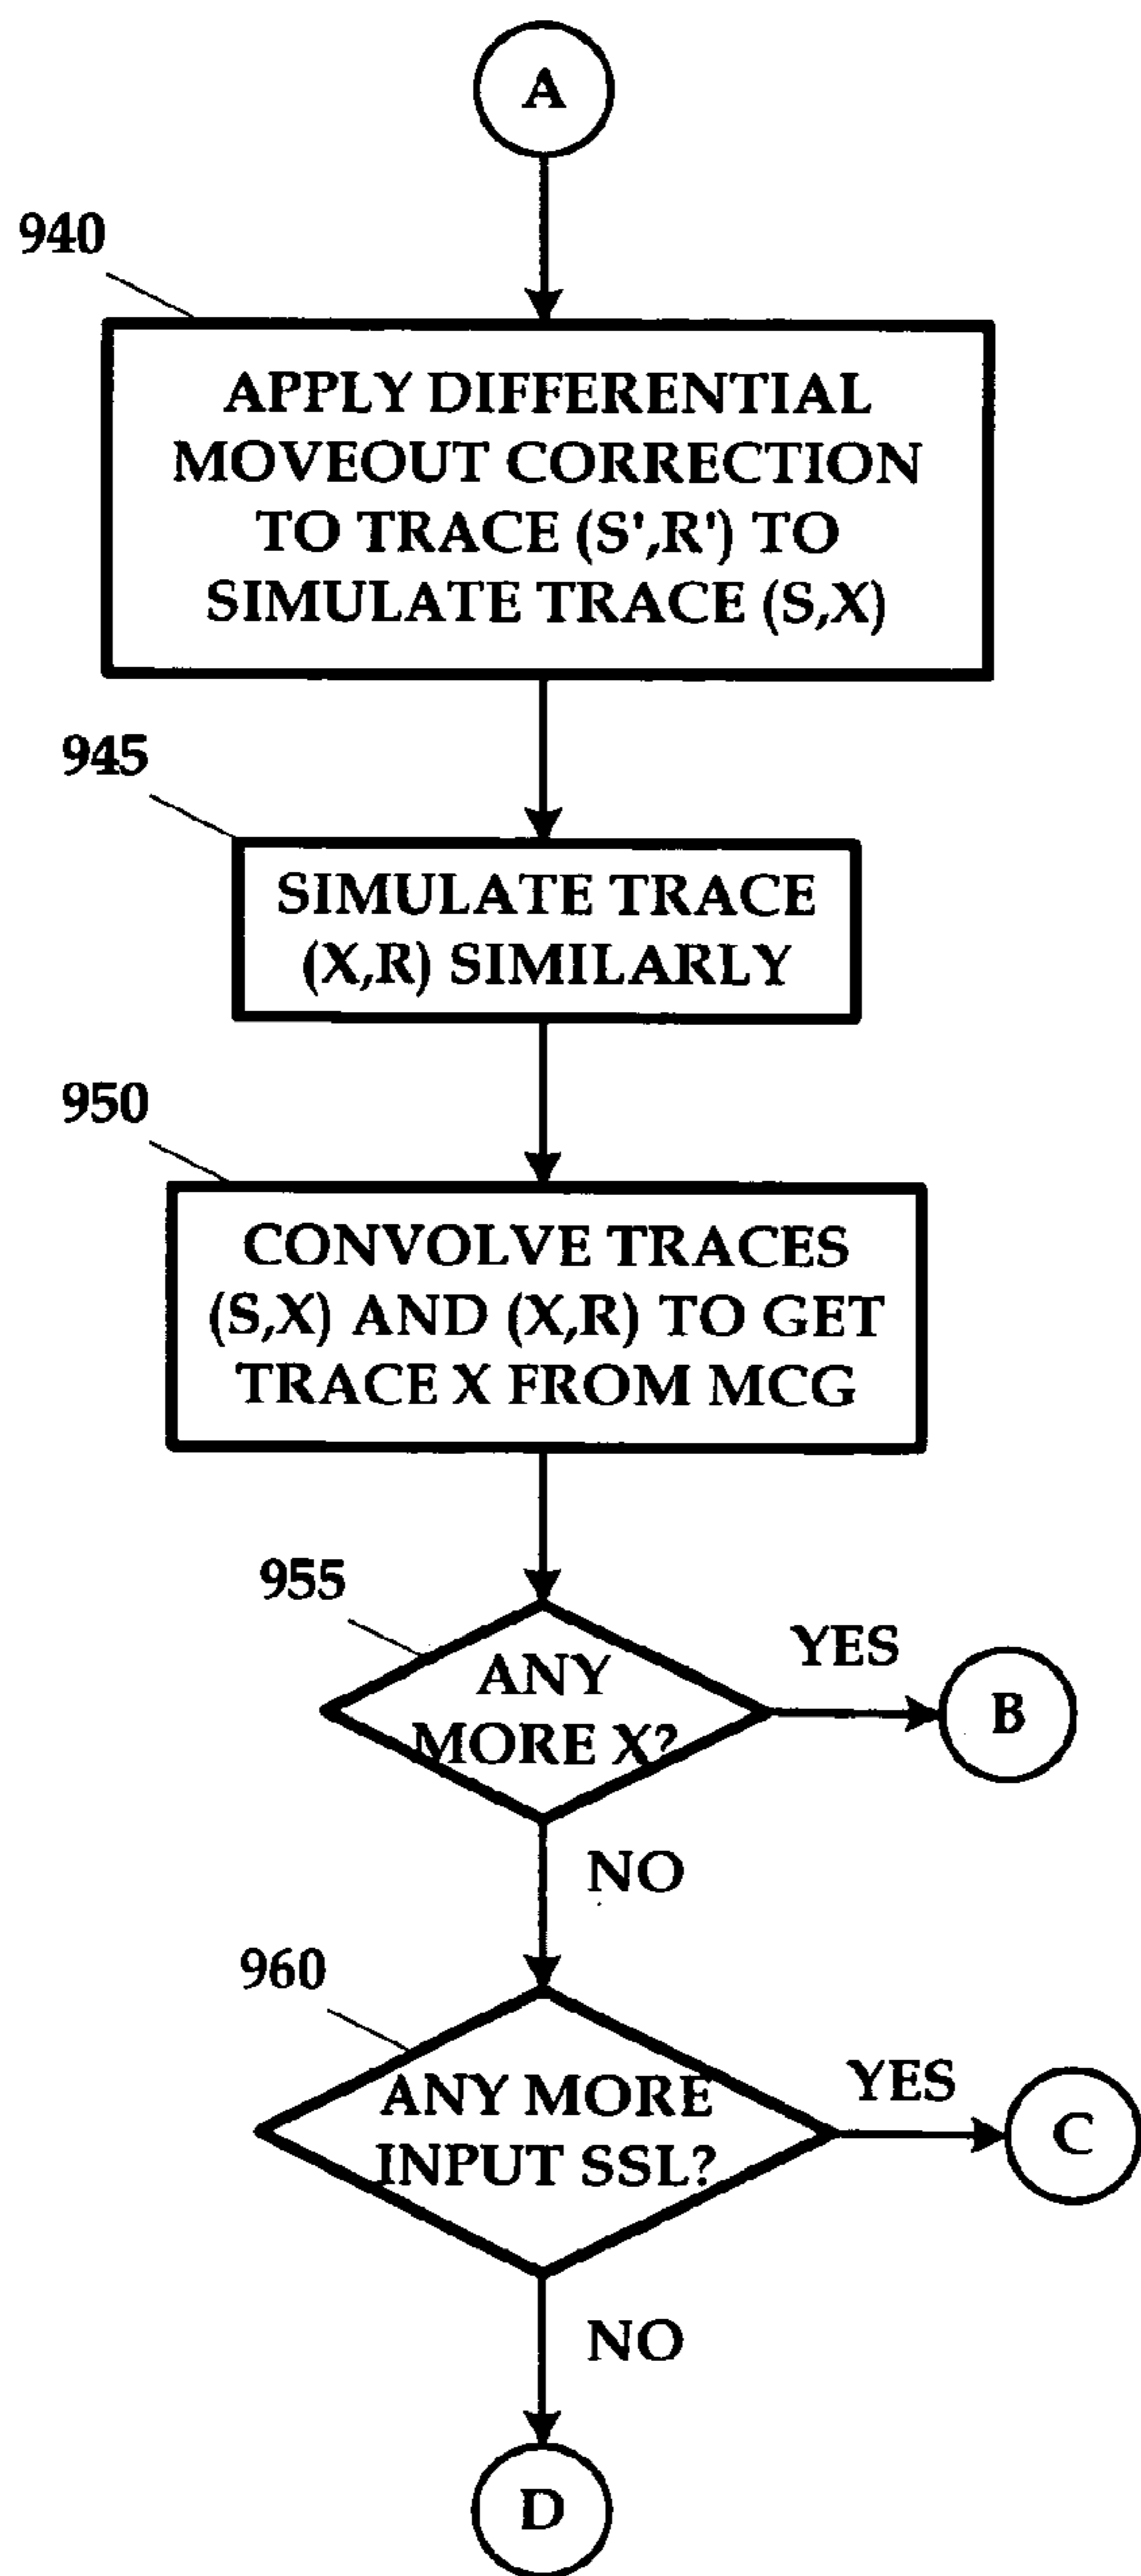 A
940
APPLY DIFFERENTIAL
MOVEOUT CORRECTION
TO TRACE (S',R') TO
SIMULATE TRACE (S,X)
945
SIMULATE TRACE
(X,R) SIMILARLY
950
CONVOLVE TRACES
(S,X) AND (X,R) TO GET
TRACE X FROM MCG
955
ANY
MORE X?
YES
B
NO
960
ANY MORE
INPUT SSL?
YES
C
NO
D